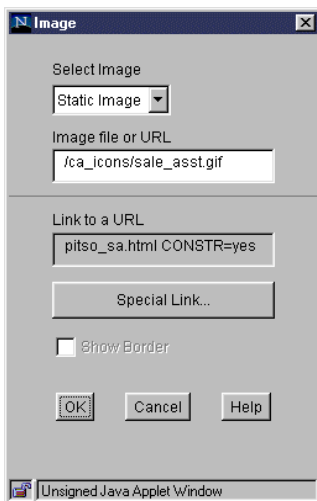 Image
Select Image
Static Image
Image file or URL
/ca_icons/sale_asst.gif
Link to a URL
pitso_sa.html CONSTR=yes
Special Link...
Show Border
OK Cancel Help
Unsigned Java Applet Window